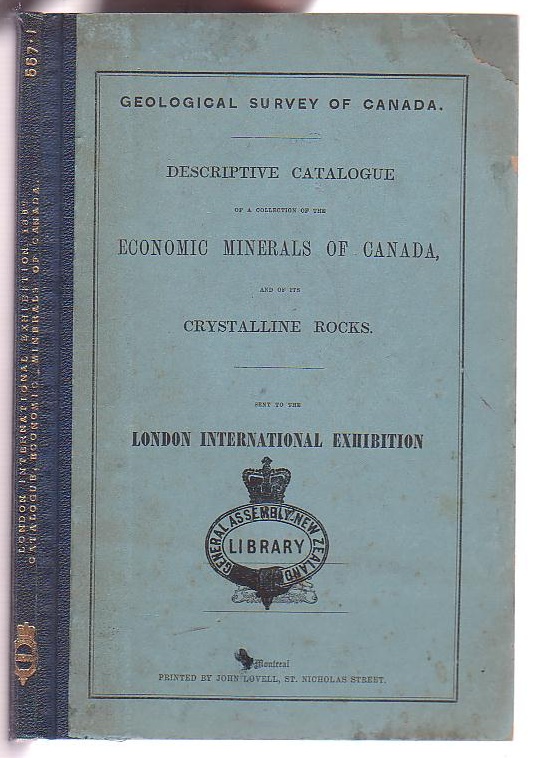 GEOLOGICAL SURVEY OF CANADA.
DESCRIPTIVE CATALOGUE
OF A COLLECTION OF THE
ECONOMIC MINERALS OF CANADA,
AND OF ITS
CRYSTALLINE ROCKS.
SENT TO THE
LONDON INTERNATIONAL EXHIBITION
GENERAL ASSEMBLY NEW ZEALAND
LIBRARY
Montreal
PRINTED BY JOHN LOVELL, ST. NICHOLAS STREET.
557.1
LONDON INTERNATIONAL EXHIBITION
CATALOGUE, ECONOMIC MINERALS OF CANADA.